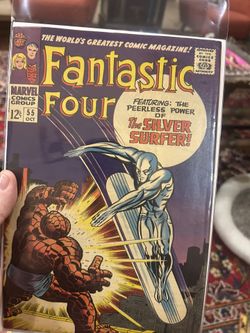 THE WORLD'S GREATEST COMIC MAGAZINE!
Fantastic
Four
MARVEL
COMICS
GROUP
12¢
55
OCT
FEATURING: THE
PEERLESS POWER
OF
The SILVER
SURFER!